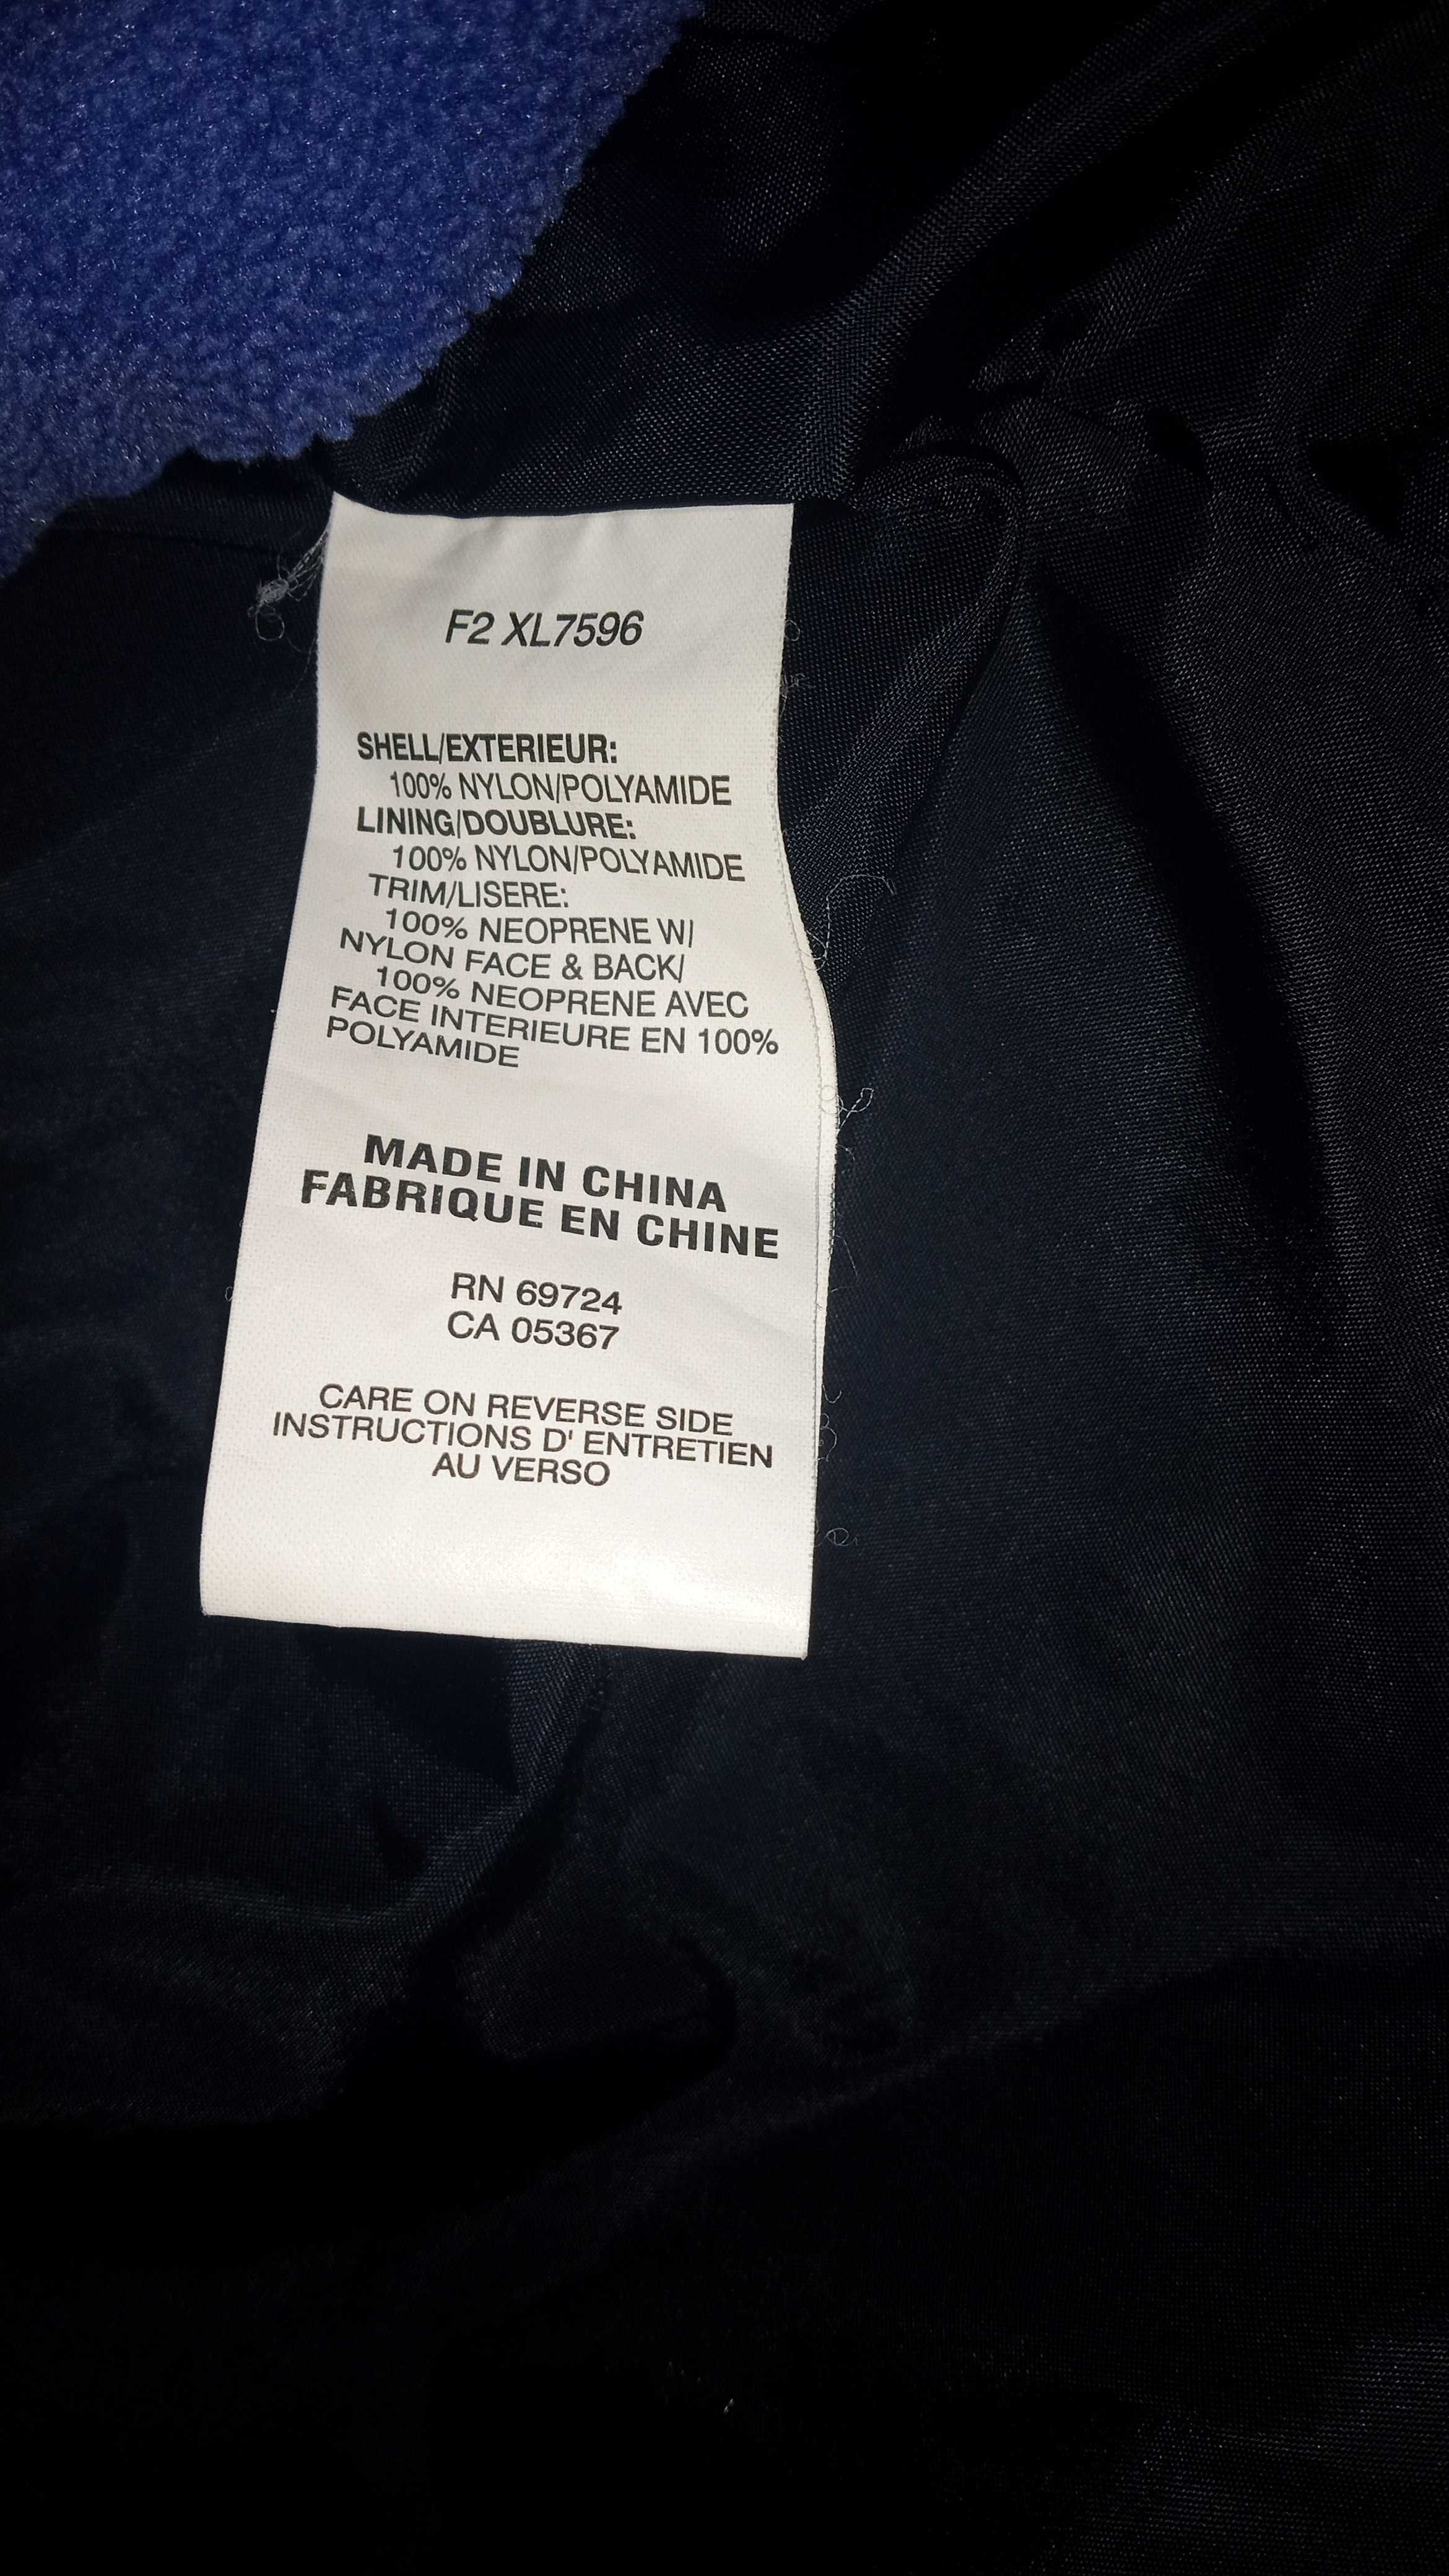 F2 XL7596
SHELL/EXTERIEUR:
100% NYLON/POLYAMIDE
LINING/DOUBLURE:
100% NYLON/POLYAMIDE
TRIM/LISERE:
100% NEOPRENE W/
NYLON FACE & BACK/
100% NEOPRENE AVEC
FACE INTERIEURE EN 100%
POLYAMIDE
MADE IN CHINA
FABRIQUE EN CHINE
RN 69724
CA 05367
CARE ON REVERSE SIDE
INSTRUCTIONS D' ENTRETIEN
AU VERSO